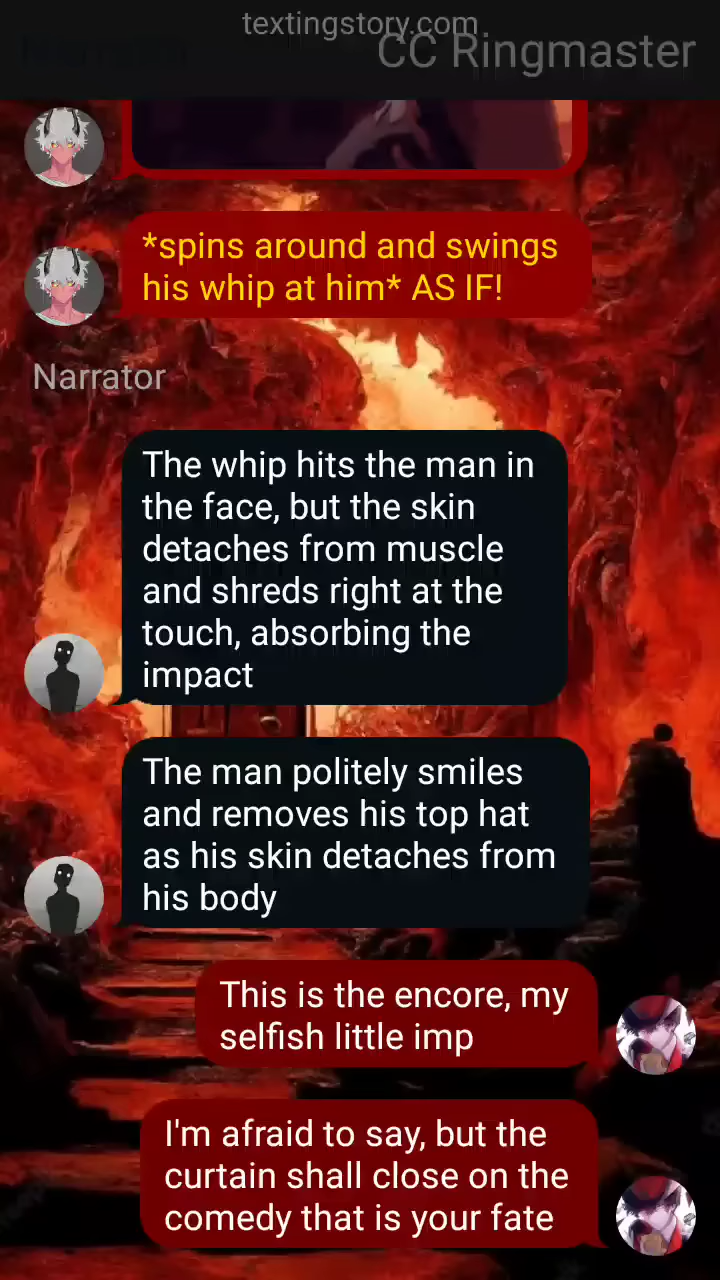 textingstory.com
CC Ringmaster
*spins around and swings
his whip at him* AS IF!
Narrator
The whip hits the man in
the face, but the skin
detaches from muscle
and shreds right at the
touch, absorbing the
impact
The man politely smiles
and removes his top hat
as his skin detaches from
his body
This is the encore, my
selfish little imp
I'm afraid to say, but the
curtain shall close on the
comedy that is your fate